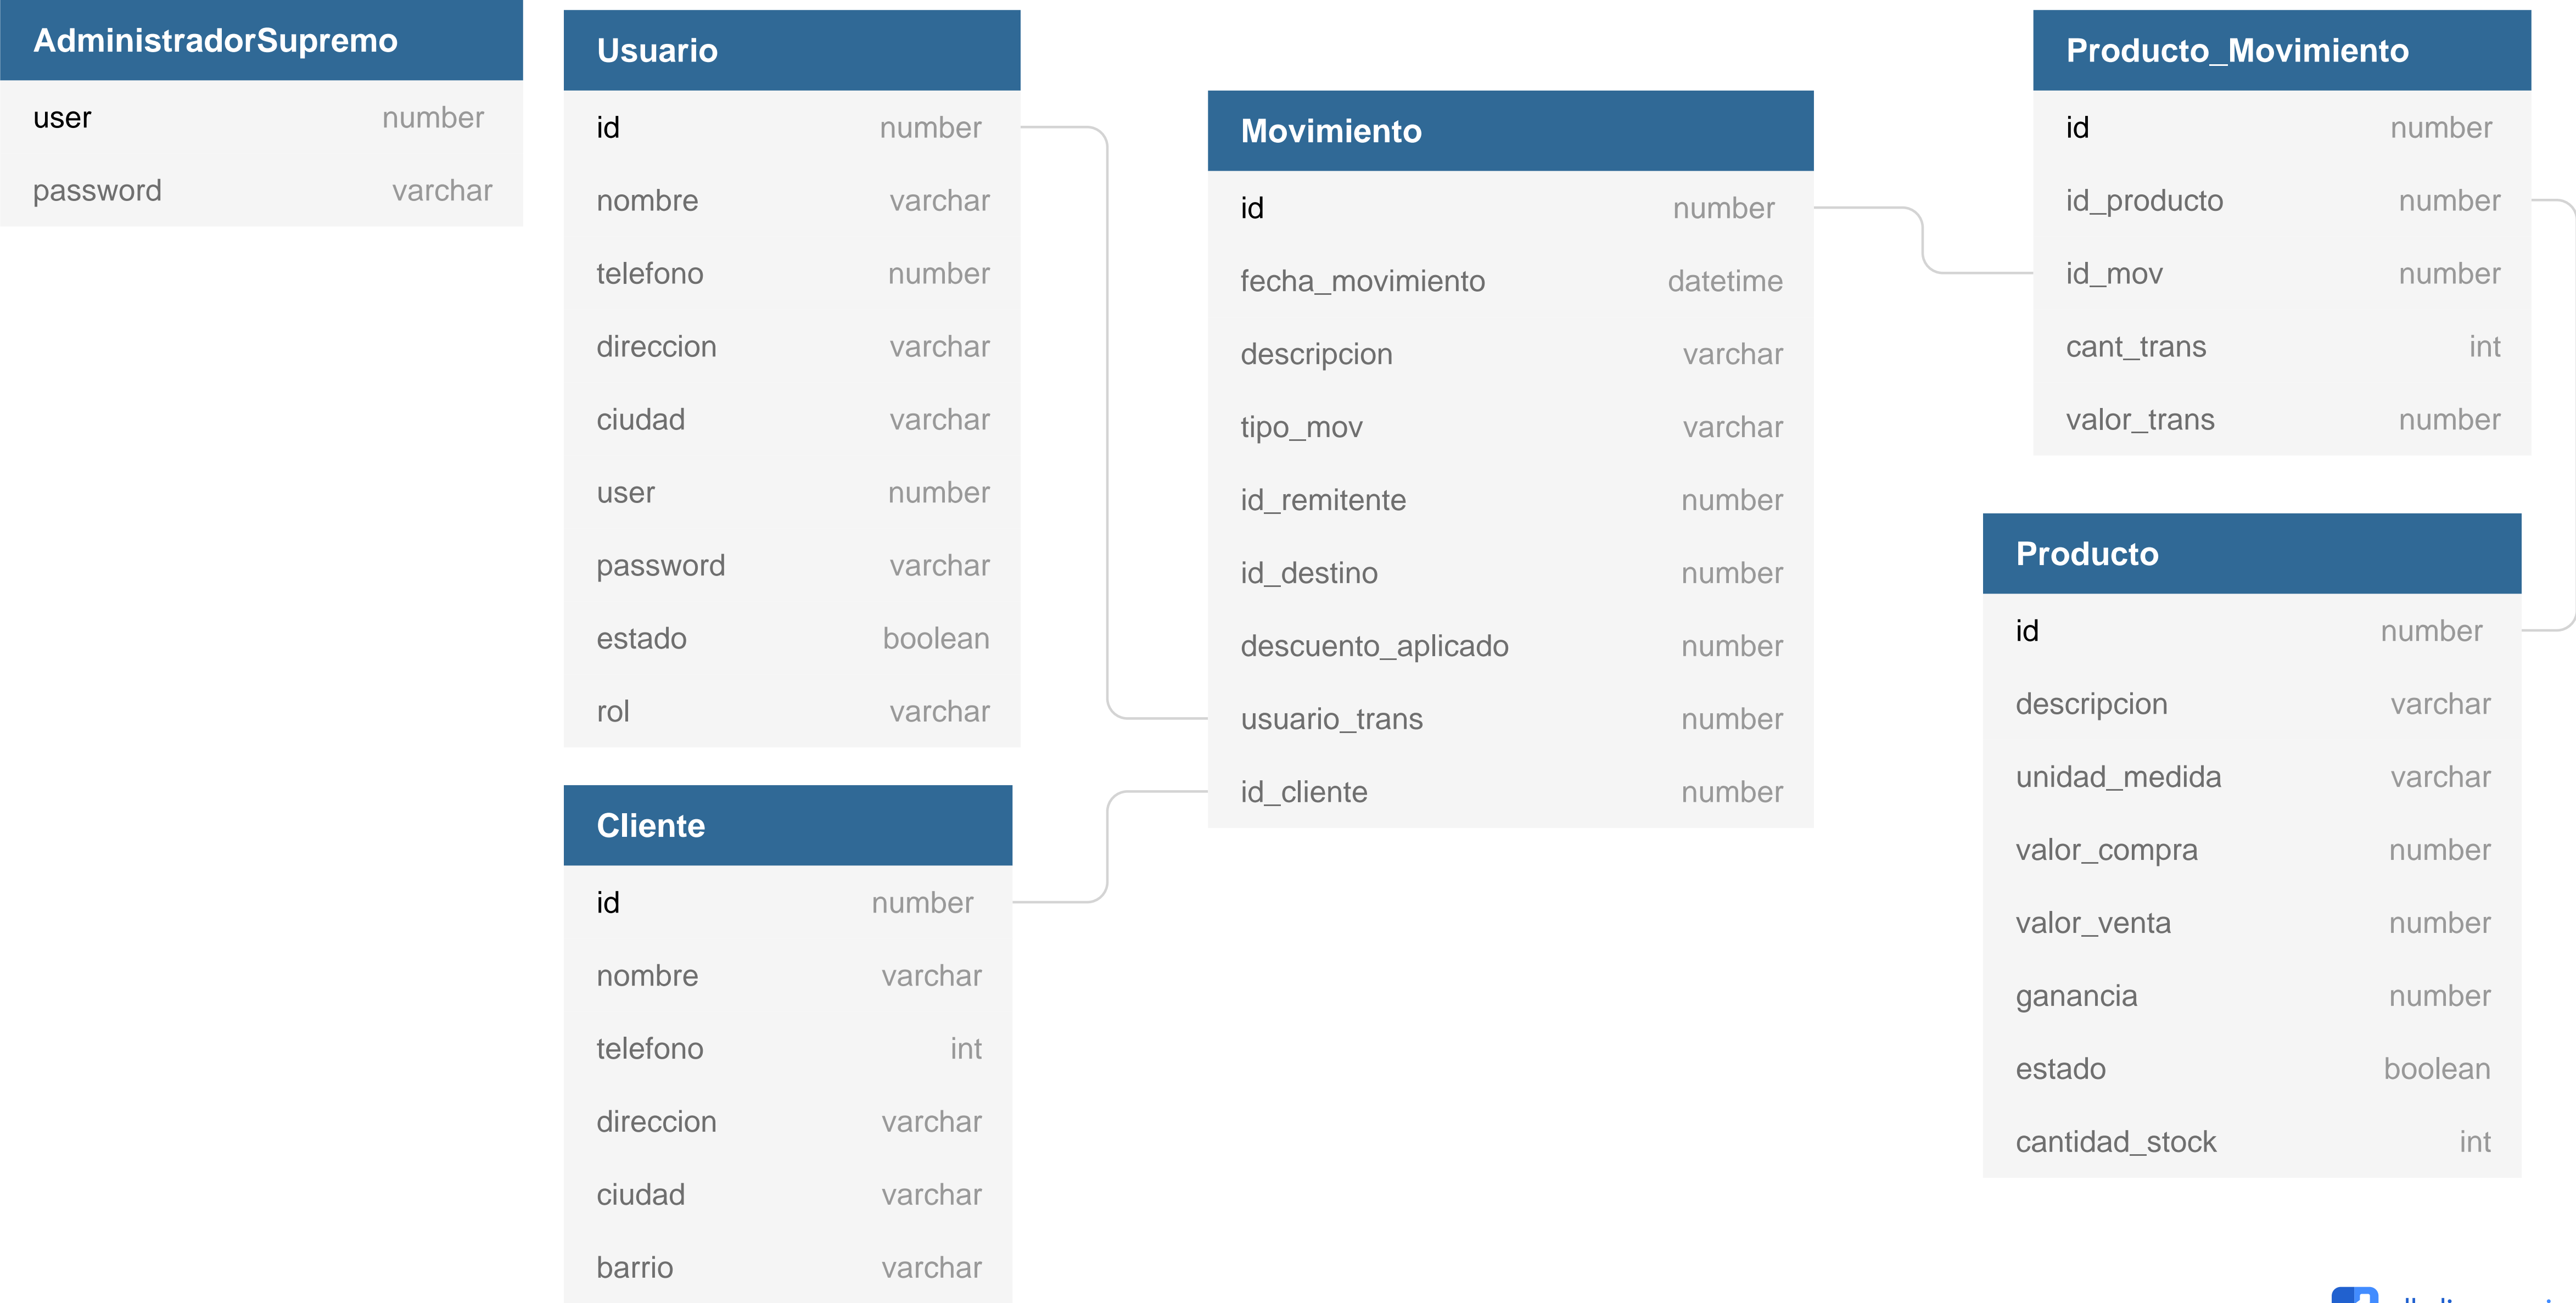 AdministradorSupremo
user number
password varchar
Usuario
id number
nombre varchar
telefono number
direccion varchar
ciudad varchar
user number
password varchar
estado boolean
rol varchar
Cliente
id number
nombre varchar
telefono int
direccion varchar
ciudad varchar
barrio varchar
Movimiento
id number
fecha_movimiento datetime
descripcion varchar
tipo_mov varchar
id_remitente number
id_destino number
descuento_aplicado number
usuario_trans number
id_cliente number
Producto_Movimiento
id number
id_producto number
id_mov number
cant_trans int
valor_trans number
Producto
id number
descripcion varchar
unidad_medida varchar
valor_compra number
valor_venta number
ganancia number
estado boolean
cantidad_stock int